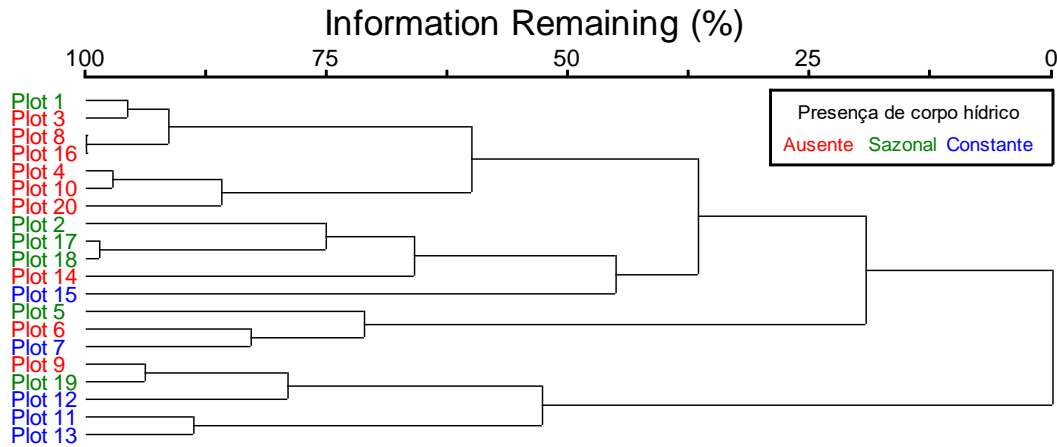 Information Remaining (%)
100 75 50 25 0
Presença de corpo hídrico
Ausente Sazonal Constante
Plot 1
Plot 3
Plot 8
Plot 16
Plot 4
Plot 10
Plot 20
Plot 2
Plot 17
Plot 18
Plot 14
Plot 15
Plot 5
Plot 6
Plot 7
Plot 9
Plot 19
Plot 12
Plot 11
Plot 13